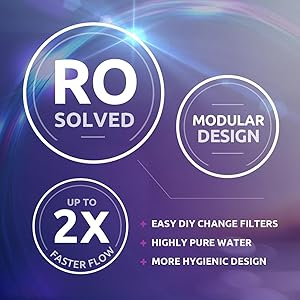 RO
SOLVED
MODULAR
DESIGN
UP TO
2X
FASTER FLOW
+ EASY DIY CHANGE FILTERS
+ HIGHLY PURE WATER
+ MORE HYGIENIC DESIGN